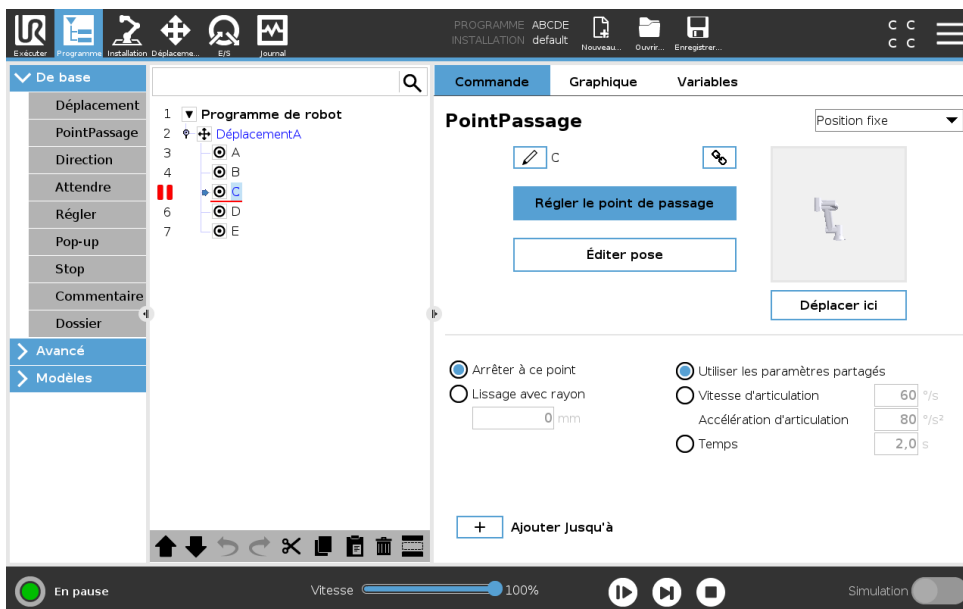 UR
PROGRAMME ABCDE
INSTALLATION default
C C
C C
Exécuter Programme Installation Déplaceme... E/S Journal Nouveau... Ouvrir... Enregistrer...
De base
Déplacement
PointPassage
Direction
Attendre
Régler
Pop-up
Stop
Commentaire
Dossier
Avancé
Modèles
1 Programme de robot
2 DéplacementA
3 A
4 B
C
6 D
7 E
Commande Graphique Variables
PointPassage Position fixe
C
Régler le point de passage
Éditer pose
Déplacer ici
Arrêter à ce point
Lissage avec rayon
0 mm
Utiliser les paramètres partagés
Vitesse d'articulation 60 °/s
Accélération d'articulation 80 °/s²
Temps 2,0 s
+ Ajouter Jusqu'à
En pause Vitesse 100% Simulation